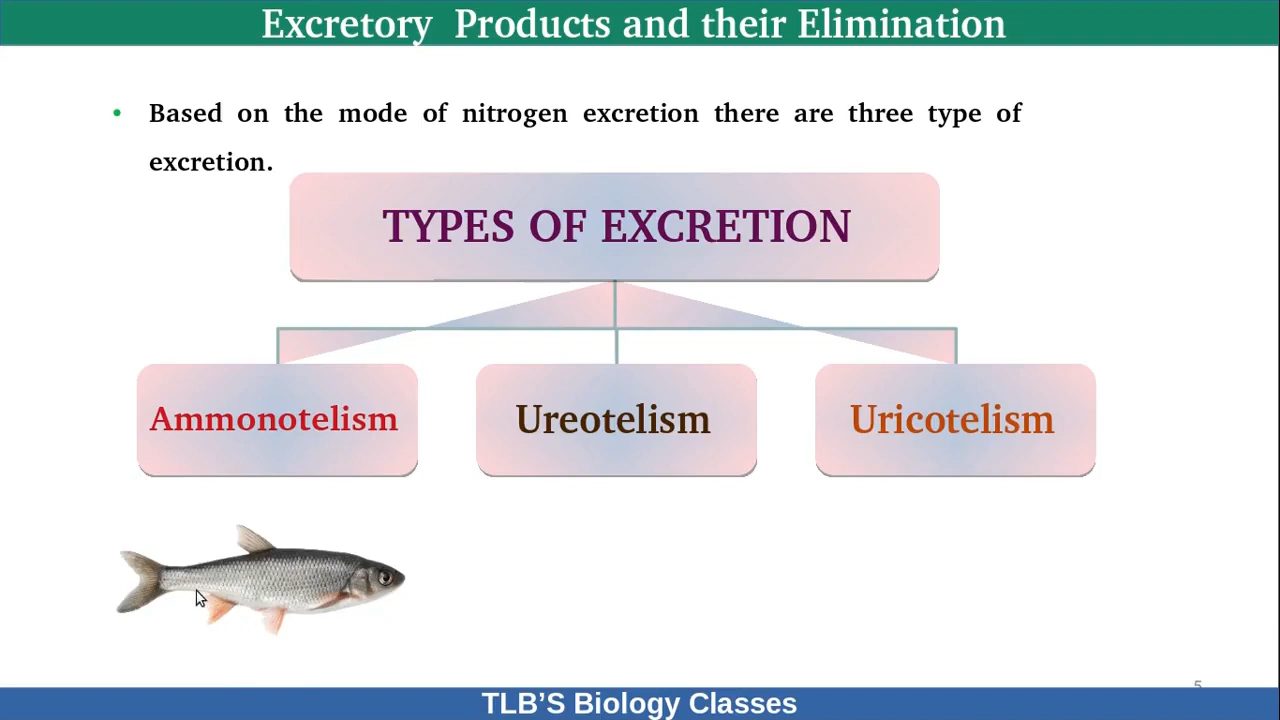 Excretory Products and their Elimination
• Based on the mode of nitrogen excretion there are three type of
excretion.
TYPES OF EXCRETION
Ammonotelism
Ureotelism
Uricotelism
5
TLB'S Biology Classes